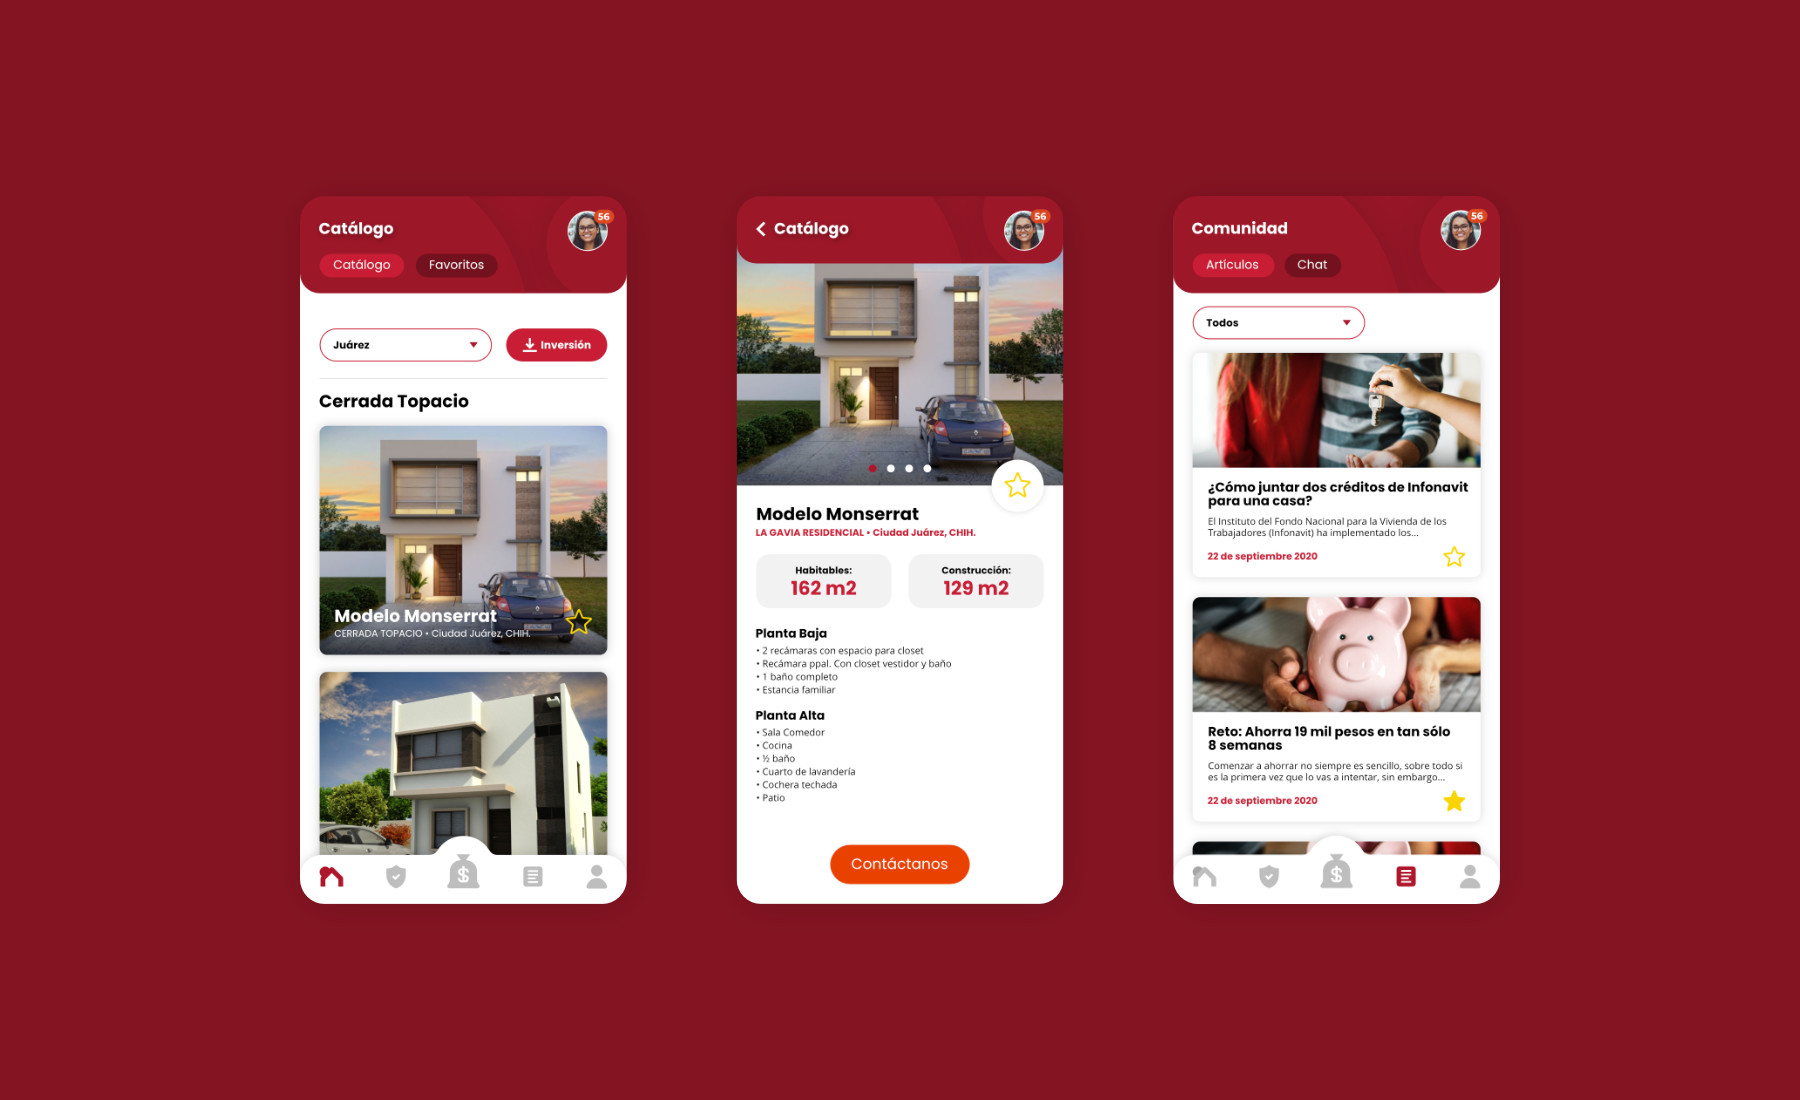 Catálogo
56
Catálogo
Favoritos
Juárez
Inversión
Cerrada Topacio
Modelo Monserrat
CERRADA TOPACIO • Ciudad Juárez, CHIH.
$
Catálogo
56
Modelo Monserrat
LA GAVIA RESIDENCIAL • Ciudad Juárez, CHIH.
Habitables:
162 m2
Construcción:
129 m2
Planta Baja
• 2 recámaras con espacio para closet
• Recámara ppal. Con closet vestidor y baño
• 1 baño completo
• Estancia familiar
Planta Alta
• Sala Comedor
• Cocina
• ½ baño
• Cuarto de lavandería
• Cochera techada
• Patio
Contáctanos
Comunidad
56
Artículos
Chat
Todos
¿Cómo juntar dos créditos de Infonavit
para una casa?
El Instituto del Fondo Nacional para la Vivienda de los
Trabajadores (Infonavit) ha implementado los...
22 de septiembre 2020
Reto: Ahorra 19 mil pesos en tan sólo
8 semanas
Comenzar a ahorrar no siempre es sencillo, sobre todo si
es la primera vez que lo vas a intentar, sin embargo...
22 de septiembre 2020
$